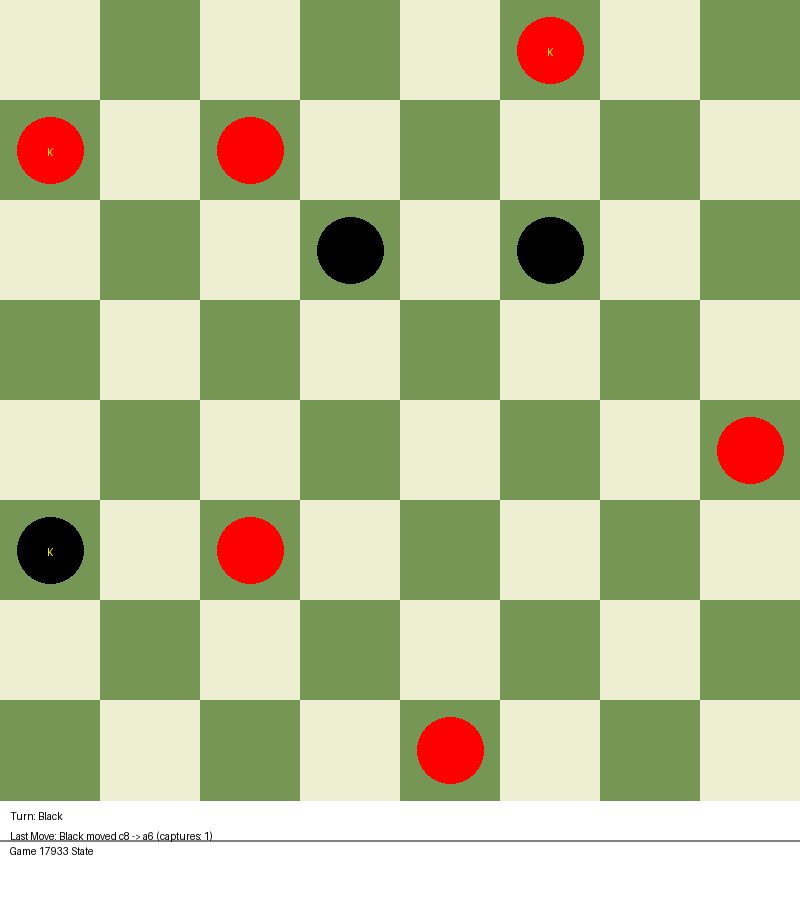 K
K
K
Turn: Black
Last Move: Black moved c8 -> a6 (captures: 1)
Game 17933 State